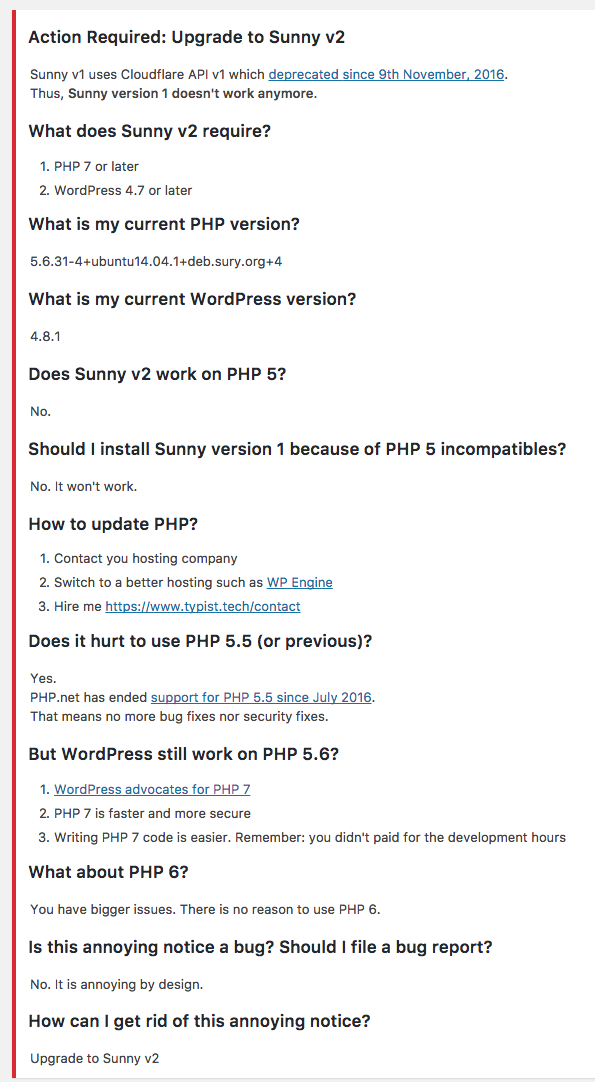 Action Required: Upgrade to Sunny v2
Sunny v1 uses Cloudflare API v1 which deprecated since 9th November, 2016.
Thus, Sunny version 1 doesn't work anymore.
What does Sunny v2 require?
1. PHP 7 or later
2. WordPress 4.7 or later
What is my current PHP version?
5.6.31-4+ubuntu14.04.1+deb.sury.org+4
What is my current WordPress version?
4.8.1
Does Sunny v2 work on PHP 5?
No.
Should I install Sunny version 1 because of PHP 5 incompatibles?
No. It won't work.
How to update PHP?
1. Contact you hosting company
2. Switch to a better hosting such as WP Engine
3. Hire me https://www.typist.tech/contact
Does it hurt to use PHP 5.5 (or previous)?
Yes.
PHP.net has ended support for PHP 5.5 since July 2016.
That means no more bug fixes nor security fixes.
But WordPress still work on PHP 5.6?
1. WordPress advocates for PHP 7
2. PHP 7 is faster and more secure
3. Writing PHP 7 code is easier. Remember: you didn't paid for the development hours
What about PHP 6?
You have bigger issues. There is no reason to use PHP 6.
Is this annoying notice a bug? Should I file a bug report?
No. It is annoying by design.
How can I get rid of this annoying notice?
Upgrade to Sunny v2